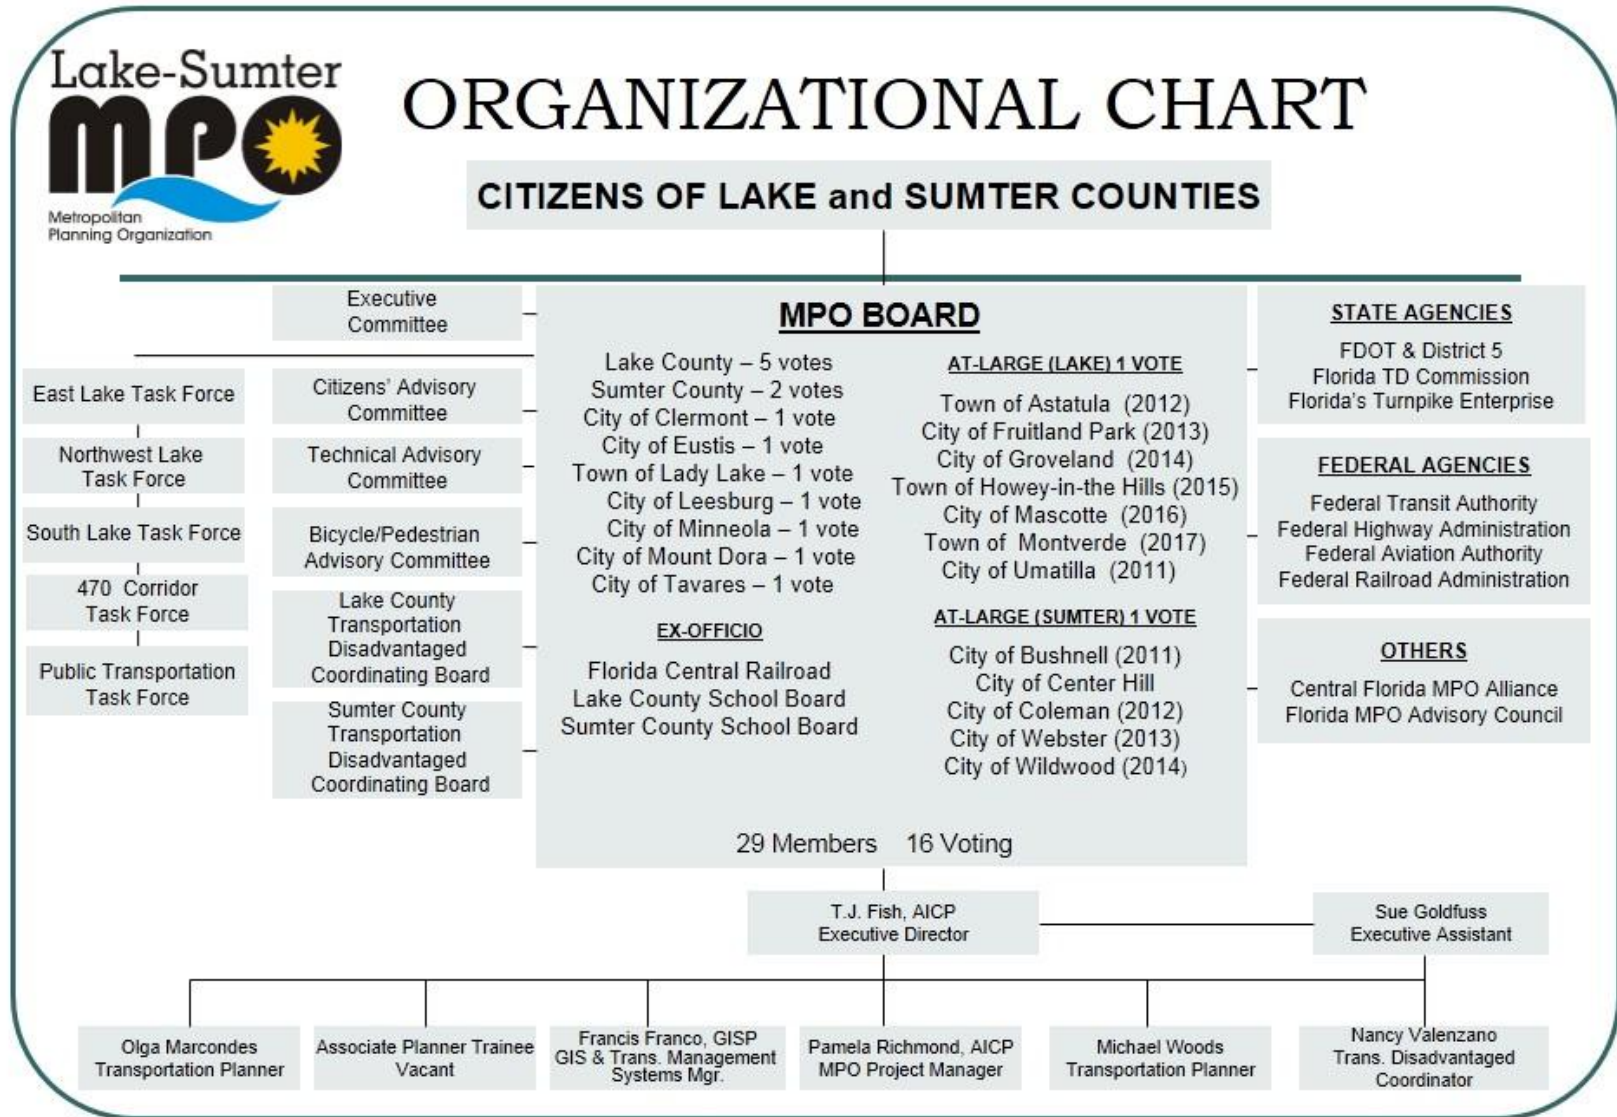 Lake-Sumter
MPO
Metropolitan
Planning Organization
ORGANIZATIONAL CHART
CITIZENS OF LAKE and SUMTER COUNTIES
Executive
Committee
East Lake Task Force
Northwest Lake
Task Force
South Lake Task Force
470 Corridor
Task Force
Public Transportation
Task Force
Citizens' Advisory
Committee
Technical Advisory
Committee
Bicycle/Pedestrian
Advisory Committee
Lake County
Transportation
Disadvantaged
Coordinating Board
Sumter County
Transportation
Disadvantaged
Coordinating Board
MPO BOARD
Lake County – 5 votes
Sumter County – 2 votes
City of Clermont – 1 vote
City of Eustis – 1 vote
Town of Lady Lake – 1 vote
City of Leesburg – 1 vote
City of Minneola – 1 vote
City of Mount Dora – 1 vote
City of Tavares – 1 vote
EX-OFFICIO
Florida Central Railroad
Lake County School Board
Sumter County School Board
AT-LARGE (LAKE) 1 VOTE
Town of Astatula (2012)
City of Fruitland Park (2013)
City of Groveland (2014)
Town of Howey-in-the Hills (2015)
City of Mascotte (2016)
Town of Montverde (2017)
City of Umatilla (2011)
AT-LARGE (SUMTER) 1 VOTE
City of Bushnell (2011)
City of Center Hill
City of Coleman (2012)
City of Webster (2013)
City of Wildwood (2014)
29 Members 16 Voting
STATE AGENCIES
FDOT & District 5
Florida TD Commission
Florida's Turnpike Enterprise
FEDERAL AGENCIES
Federal Transit Authority
Federal Highway Administration
Federal Aviation Authority
Federal Railroad Administration
OTHERS
Central Florida MPO Alliance
Florida MPO Advisory Council
T.J. Fish, AICP
Executive Director
Sue Goldfuss
Executive Assistant
Olga Marcondes
Transportation Planner
Associate Planner Trainee
Vacant
Francis Franco, GISP
GIS & Trans. Management
Systems Mgr.
Pamela Richmond, AICP
MPO Project Manager
Michael Woods
Transportation Planner
Nancy Valenzano
Trans. Disadvantaged
Coordinator